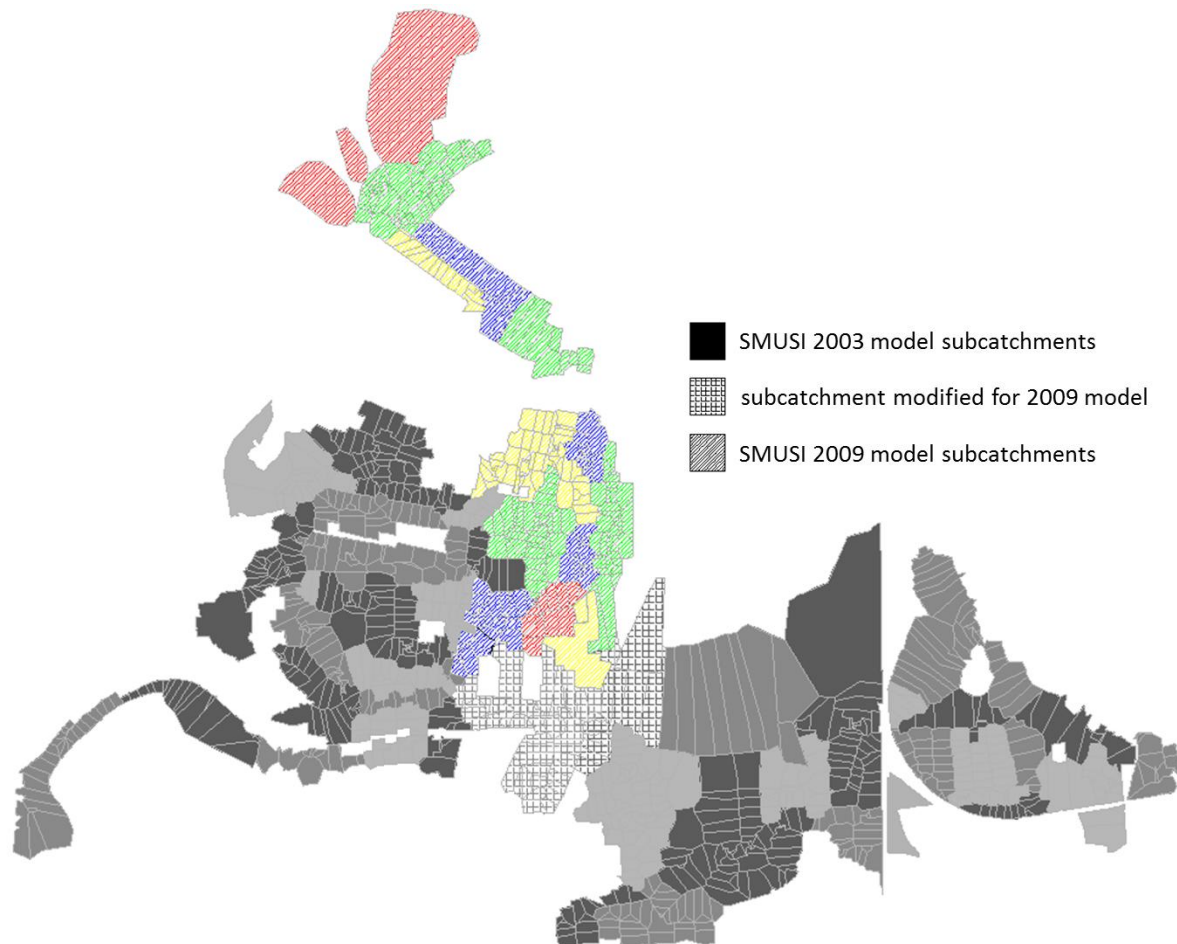 SMUSI 2003 model subcatchments
subcatchment modified for 2009 model
SMUSI 2009 model subcatchments